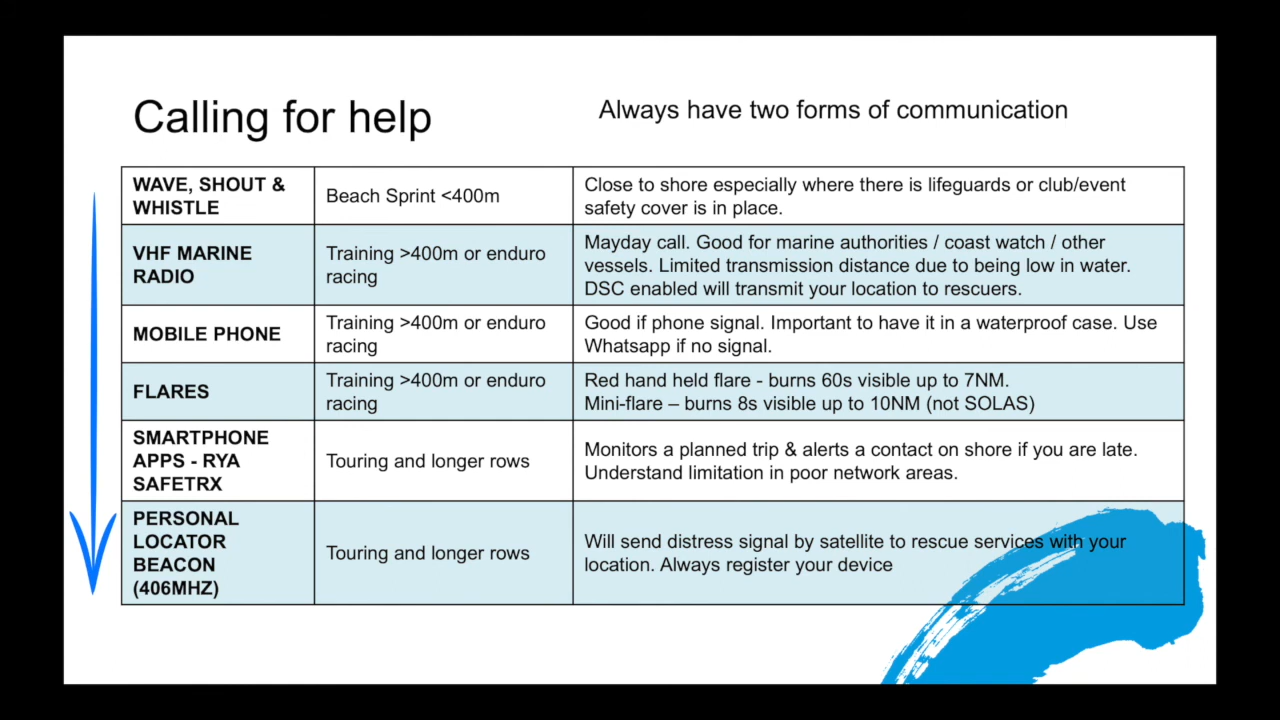 Calling for help
Always have two forms of communication
WAVE, SHOUT &
WHISTLE
Beach Sprint <400m
Close to shore especially where there is lifeguards or club/event
safety cover is in place.
VHF MARINE
RADIO
Training >400m or enduro
racing
Mayday call. Good for marine authorities / coast watch / other
vessels. Limited transmission distance due to being low in water.
DSC enabled will transmit your location to rescuers.
MOBILE PHONE
Training >400m or enduro
racing
Good if phone signal. Important to have it in a waterproof case. Use
Whatsapp if no signal.
FLARES
Training >400m or enduro
racing
Red hand held flare - burns 60s visible up to 7NM.
Mini-flare – burns 8s visible up to 10NM (not SOLAS)
SMARTPHONE
APPS - RYA
SAFETRX
Touring and longer rows
Monitors a planned trip & alerts a contact on shore if you are late.
Understand limitation in poor network areas.
PERSONAL
LOCATOR
BEACON
(406MHZ)
Touring and longer rows
Will send distress signal by satellite to rescue services with your
location. Always register your device